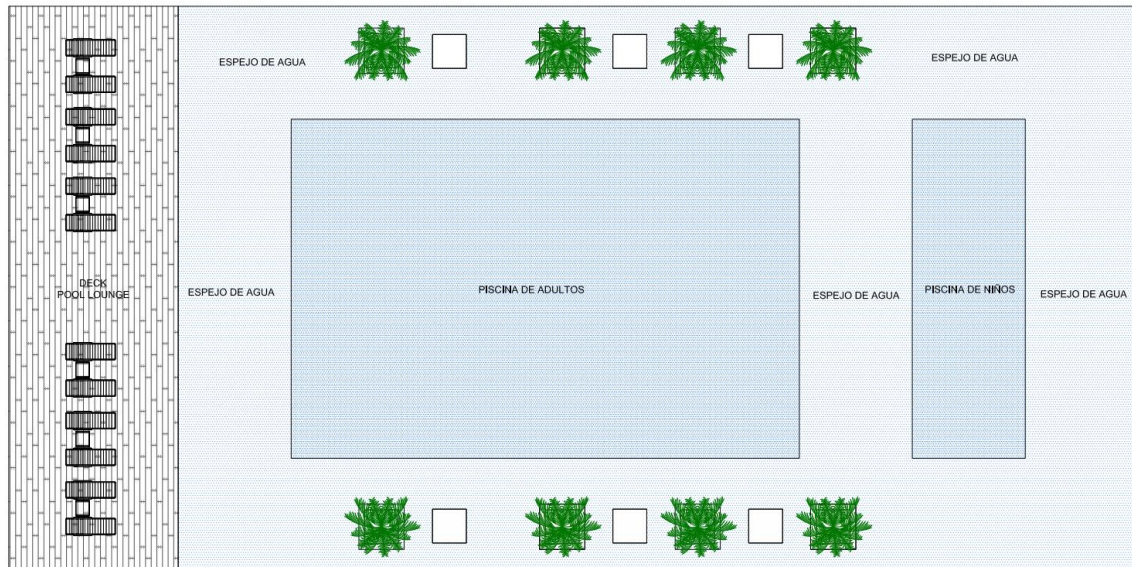 ESPEJO DE AGUA
ESPEJO DE AGUA
DECK
POOL LOUNGE
ESPEJO DE AGUA
PISCINA DE ADULTOS
ESPEJO DE AGUA
PISCINA DE NIÑOS
ESPEJO DE AGUA